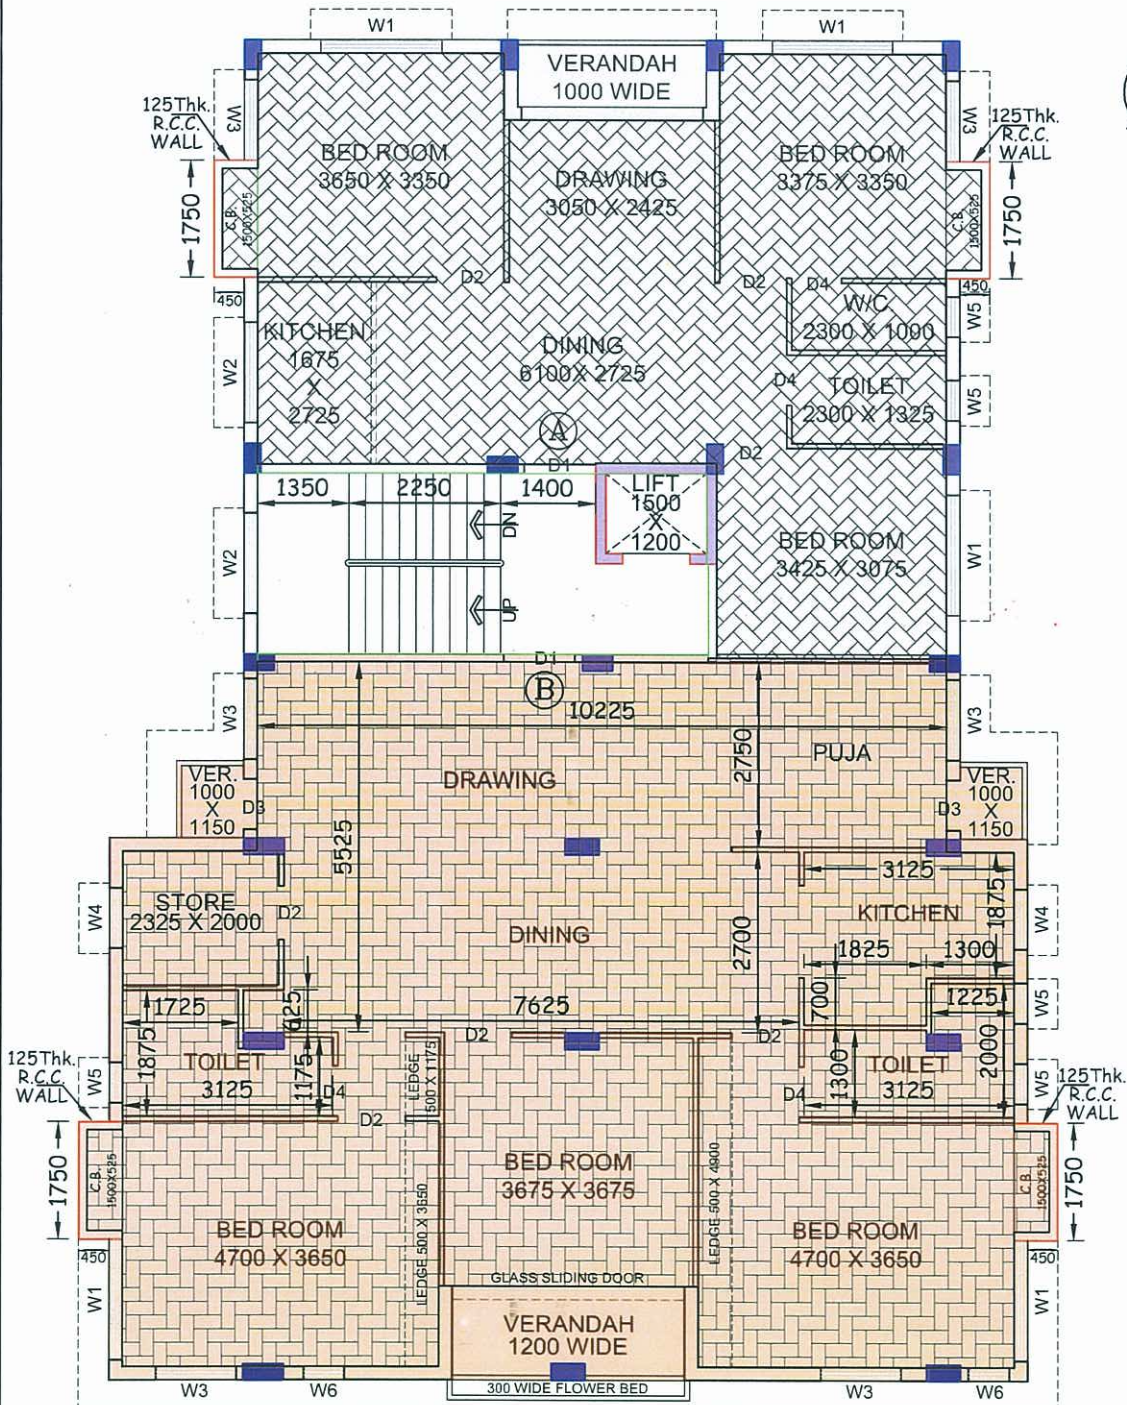 W1
W1
VERANDAH
1000 WIDE
125Thk.
R.C.C.
WALL
W3
W3
125Thk.
R.C.C.
WALL
BED ROOM
3650 X 3350
DRAWING
3050 X 2425
BED ROOM
3375 X 3350
1750
C.B.
1500X525
C.B.
1500X525
1750
D2
D2
D4
450
450
W/C.
2300 X 1000
W5
KITCHEN
1675
X
2725
DINING
6100X 2725
W2
D4
TOILET
2300 X 1325
W5
A
D1
D2
1350
2250
1400
LIFT
1500
X
1200
DN
W2
BED ROOM
3425 X 3075
W1
UP
D1
B
10225
W3
W3
DRAWING
2750
PUJA
VER.
1000
X
1150
D3
D3
VER.
1000
X
1150
5525
3125
STORE
2325 X 2000
W4
D2
DINING
2700
KITCHEN
1875
W4
1825
1300
1725
625
7625
700
1225
W5
D2
D2
1875
TOILET
3125
1175
D4
LEDGE
500 X 1175
1300
TOILET
3125
2000
D4
W5
W5
125Thk.
R.C.C.
WALL
125Thk.
R.C.C.
WALL
D2
1750
C.B.
1500X525
BED ROOM
3675 X 3675
C.B.
1500X525
1750
BED ROOM
4700 X 3650
LEDGE 500 X 3650
LEDGE 500 X 4900
BED ROOM
4700 X 3650
450
450
GLASS SLIDING DOOR
W1
W1
VERANDAH
1200 WIDE
300 WIDE FLOWER BED
W3
W6
W3
W6